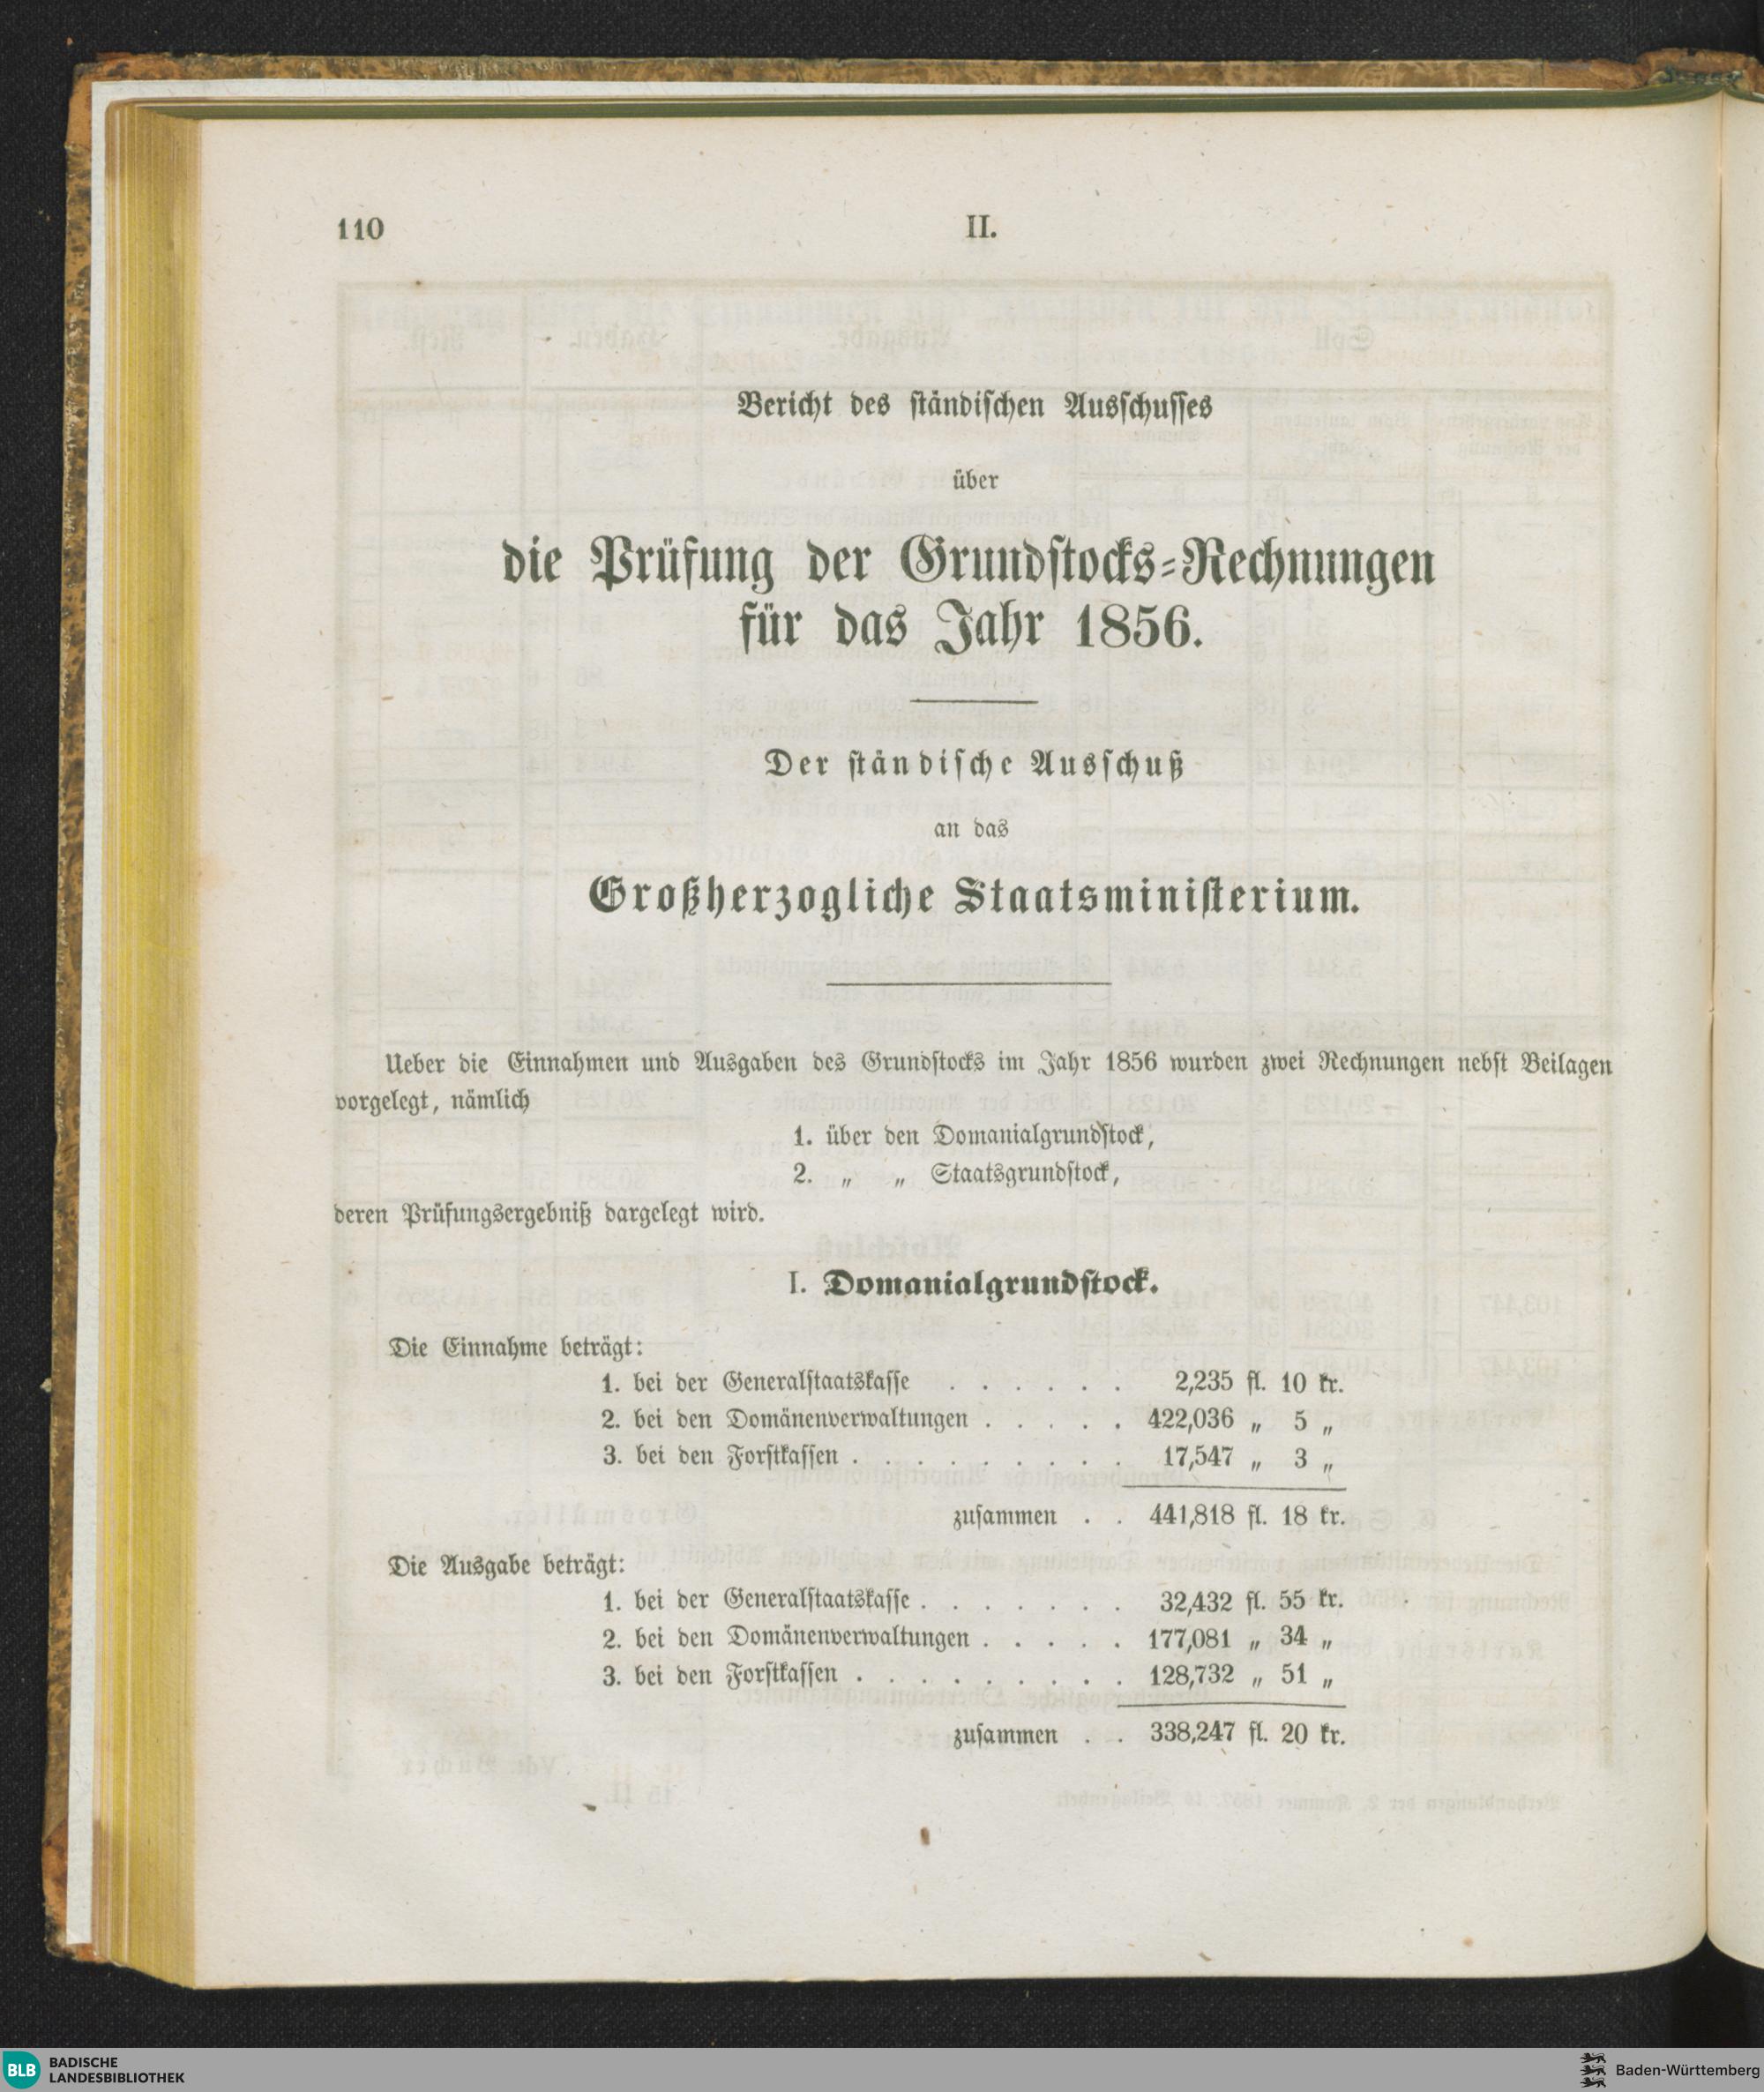 110
II.
Bericht des ständischen Ausschusses
über
die Prüfung der Grundstocks-Rechnungen
für das Jahr 1856.
Der ständische Ausschuß
an das
Großherzogliche Staatsministerium.
Ueber die Einnahmen und Ausgaben des Grundstocks im Jahr 1856 wurden zwei Rechnungen nebst Beilagen
vorgelegt, nämlich
1. über den Domanialgrundstock,
2. „ „ Staatsgrundstock,
deren Prüfungsergebniß dargelegt wird.
I. Domanialgrundstock.
Die Einnahme beträgt:
1. bei der Generalstaatskasse . . . . . . 2,235 fl. 10 kr.
2. bei den Domänenverwaltungen . . . . . 422,036 „ 5 „
3. bei den Forstkassen . . . . . . . . . 17,547 „ 3 „
zusammen . . 441,818 fl. 18 kr.
Die Ausgabe beträgt:
1. bei der Generalstaatskasse . . . . . . . 32,432 fl. 55 kr.
2. bei den Domänenverwaltungen . . . . . 177,081 „ 34 „
3. bei den Forstkassen . . . . . . . . . 128,732 „ 51 „
zusammen . . 338,247 fl. 20 kr.
BLB BADISCHE
LANDESBIBLIOTHEK
Baden-Württemberg